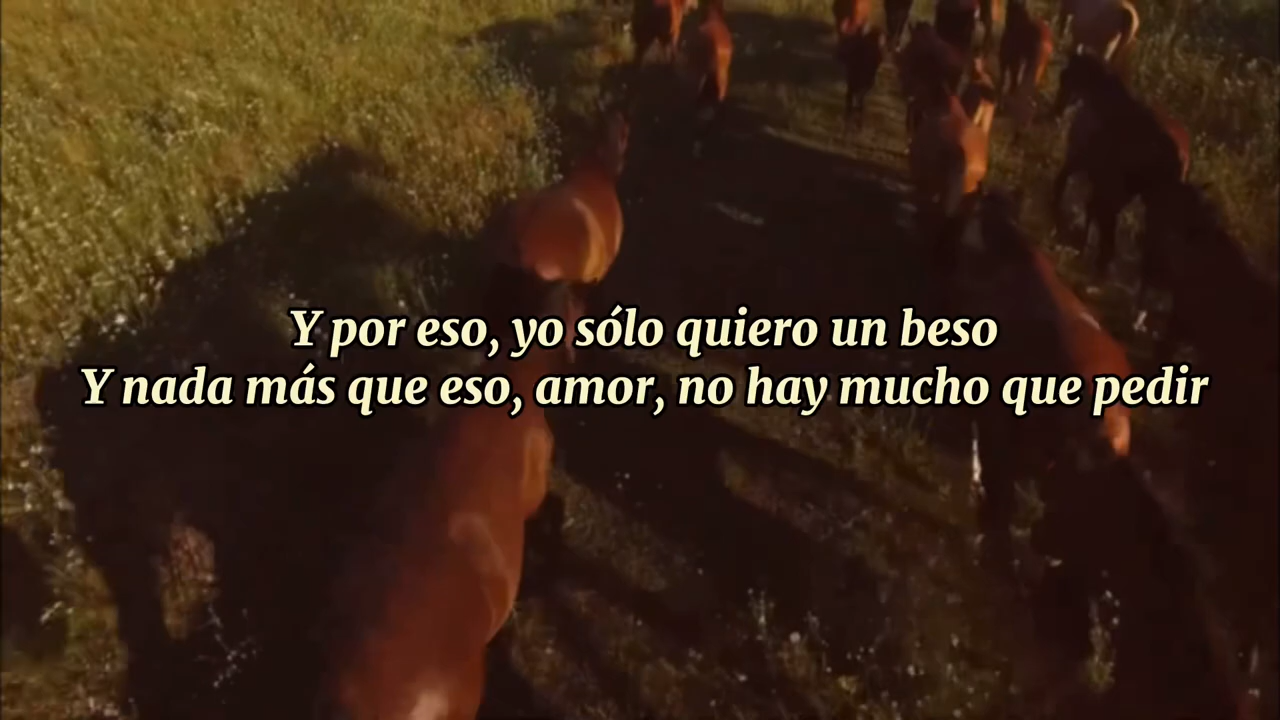 Y por eso, yo sólo quiero un beso
Y nada más que eso, amor, no hay mucho que pedir